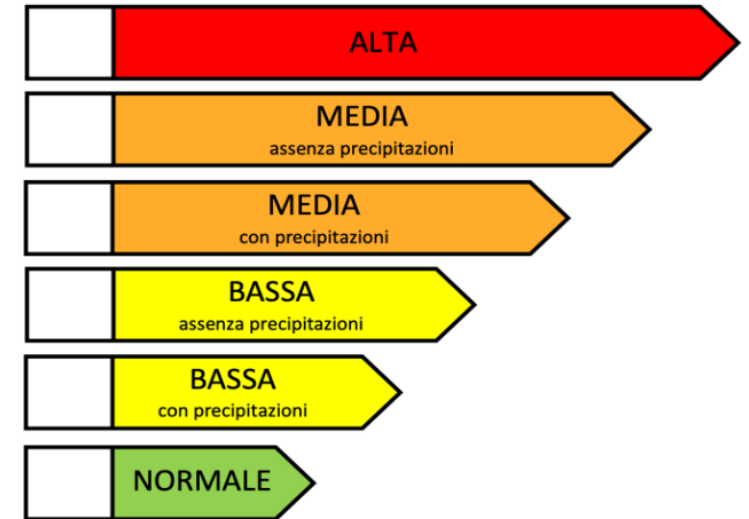 ALTA
MEDIA
assenza precipitazioni
MEDIA
con precipitazioni
BASSA
assenza precipitazioni
BASSA
con precipitazioni
NORMALE